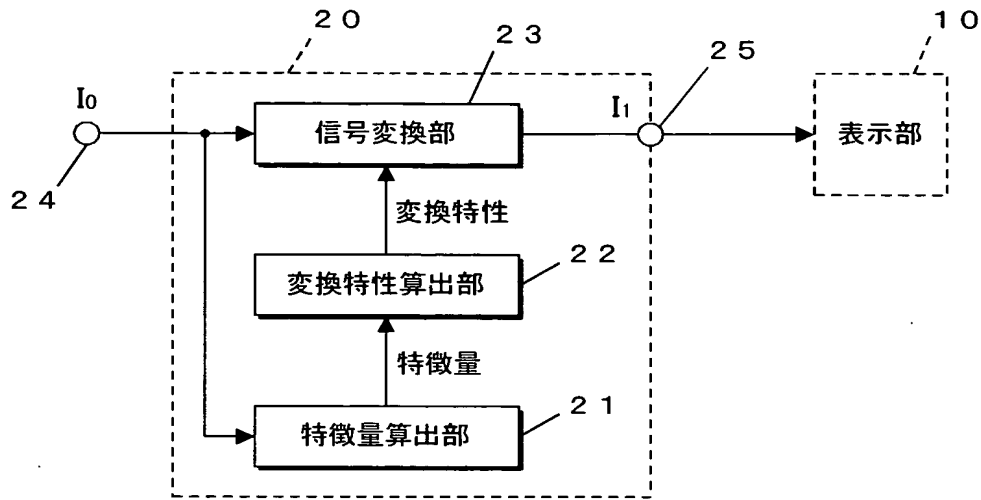 ２０
２３
２５
１０
I0
信号変換部
I1
表示部
２４
変換特性
２２
変換特性算出部
特徴量
２１
特徴量算出部